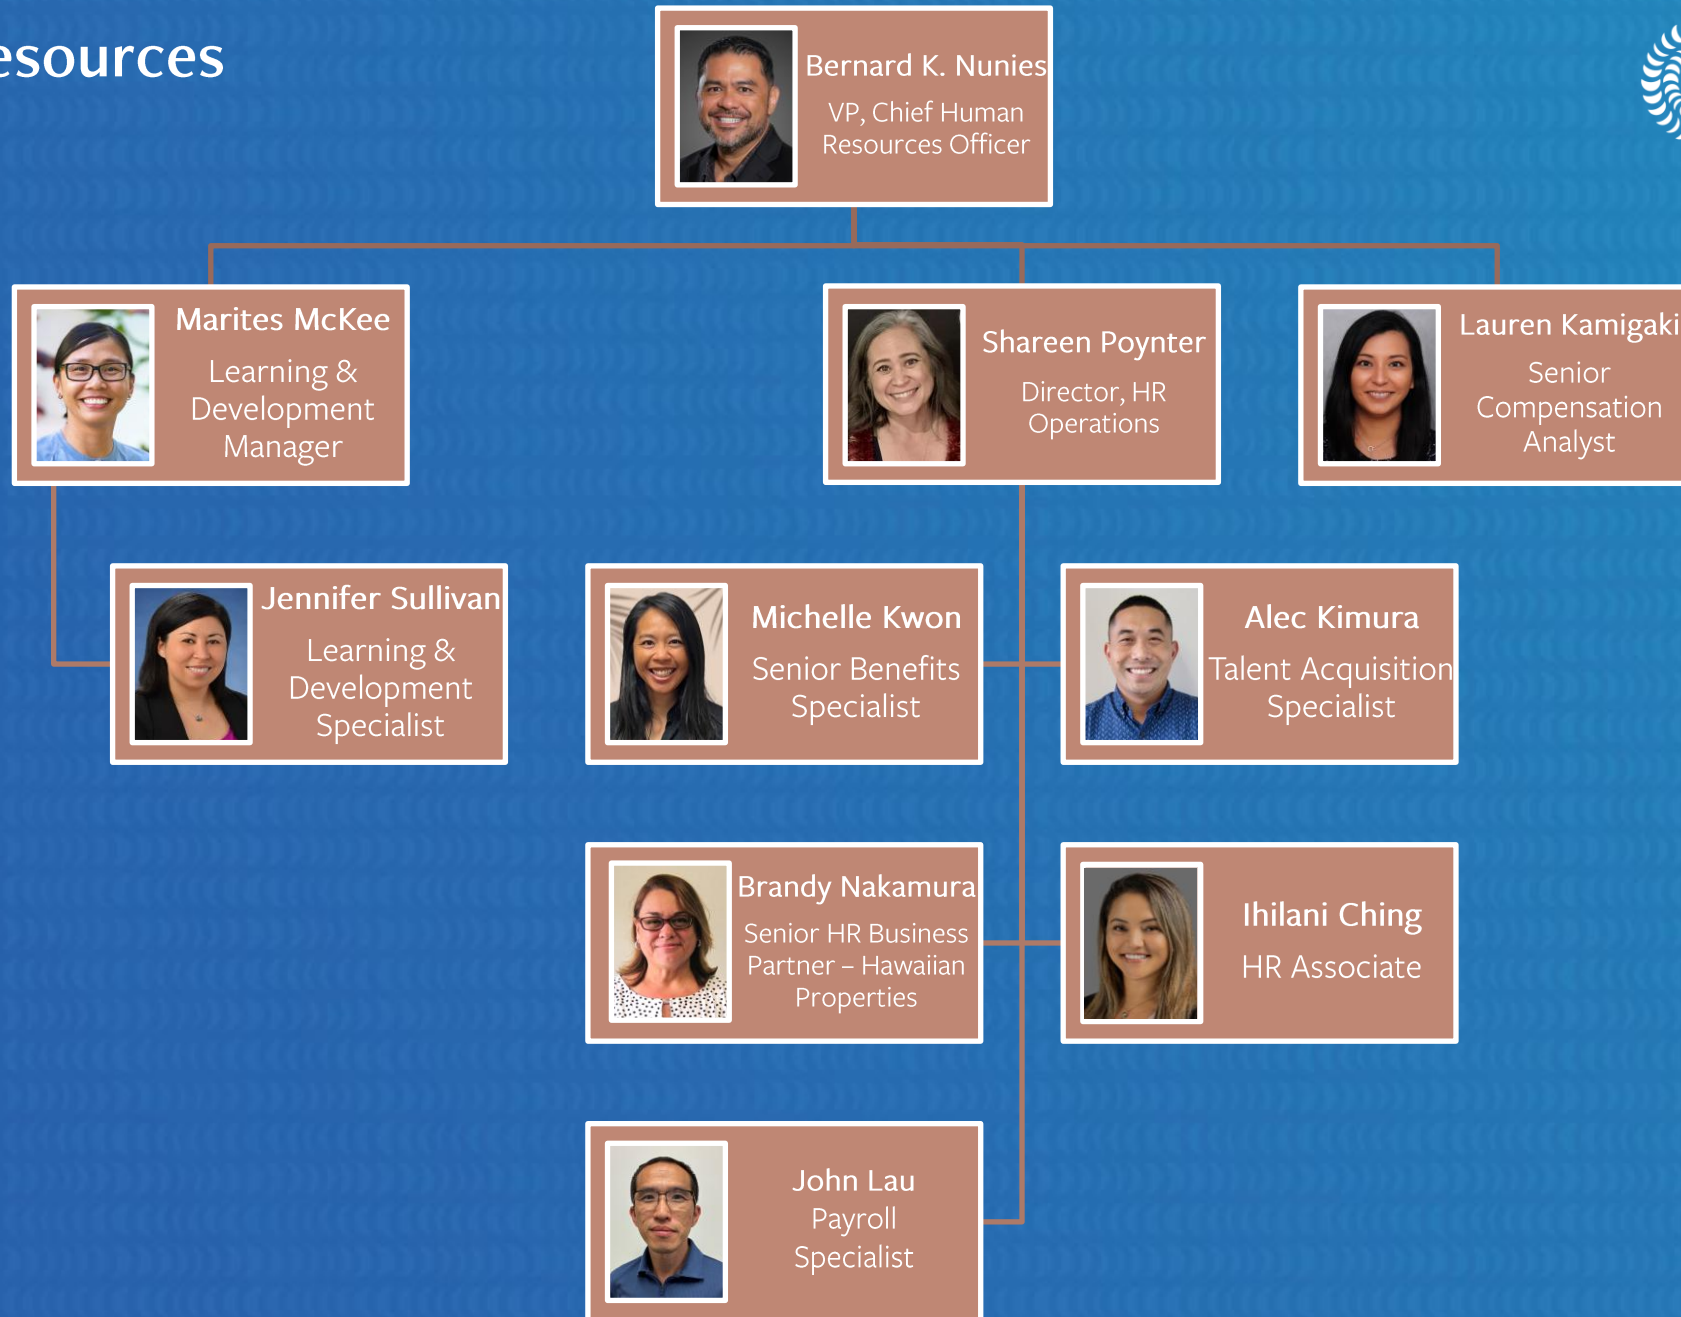 esources
Bernard K. Nunies
VP, Chief Human
Resources Officer
Marites McKee
Learning &
Development
Manager
Shareen Poynter
Director, HR
Operations
Lauren Kamigaki
Senior
Compensation
Analyst
Jennifer Sullivan
Learning &
Development
Specialist
Michelle Kwon
Senior Benefits
Specialist
Alec Kimura
Talent Acquisition
Specialist
Brandy Nakamura
Senior HR Business
Partner – Hawaiian
Properties
Ihilani Ching
HR Associate
John Lau
Payroll
Specialist